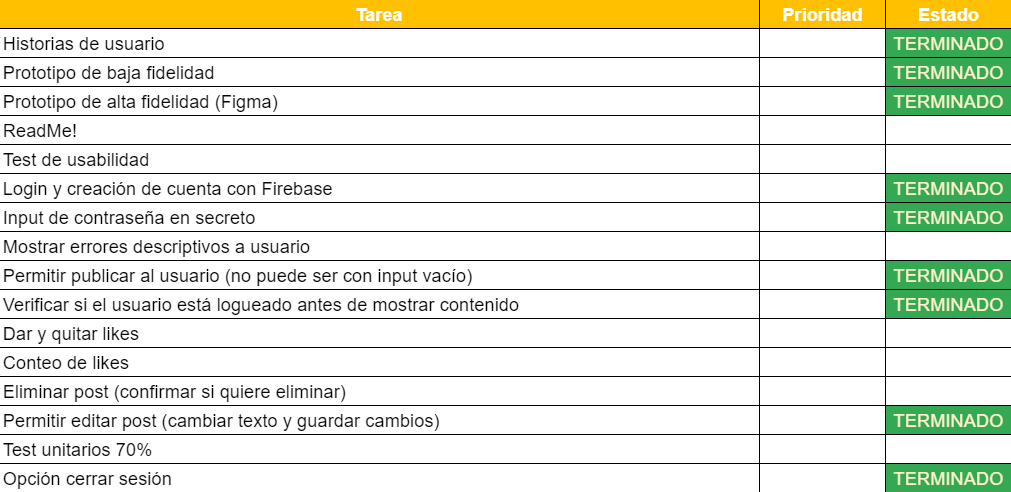 Tarea Prioridad Estado
Historias de usuario TERMINADO
Prototipo de baja fidelidad TERMINADO
Prototipo de alta fidelidad (Figma) TERMINADO
ReadMe!
Test de usabilidad
Login y creación de cuenta con Firebase TERMINADO
Input de contraseña en secreto TERMINADO
Mostrar errores descriptivos a usuario
Permitir publicar al usuario (no puede ser con input vacío) TERMINADO
Verificar si el usuario está logueado antes de mostrar contenido TERMINADO
Dar y quitar likes
Conteo de likes
Eliminar post (confirmar si quiere eliminar)
Permitir editar post (cambiar texto y guardar cambios) TERMINADO
Test unitarios 70%
Opción cerrar sesión TERMINADO